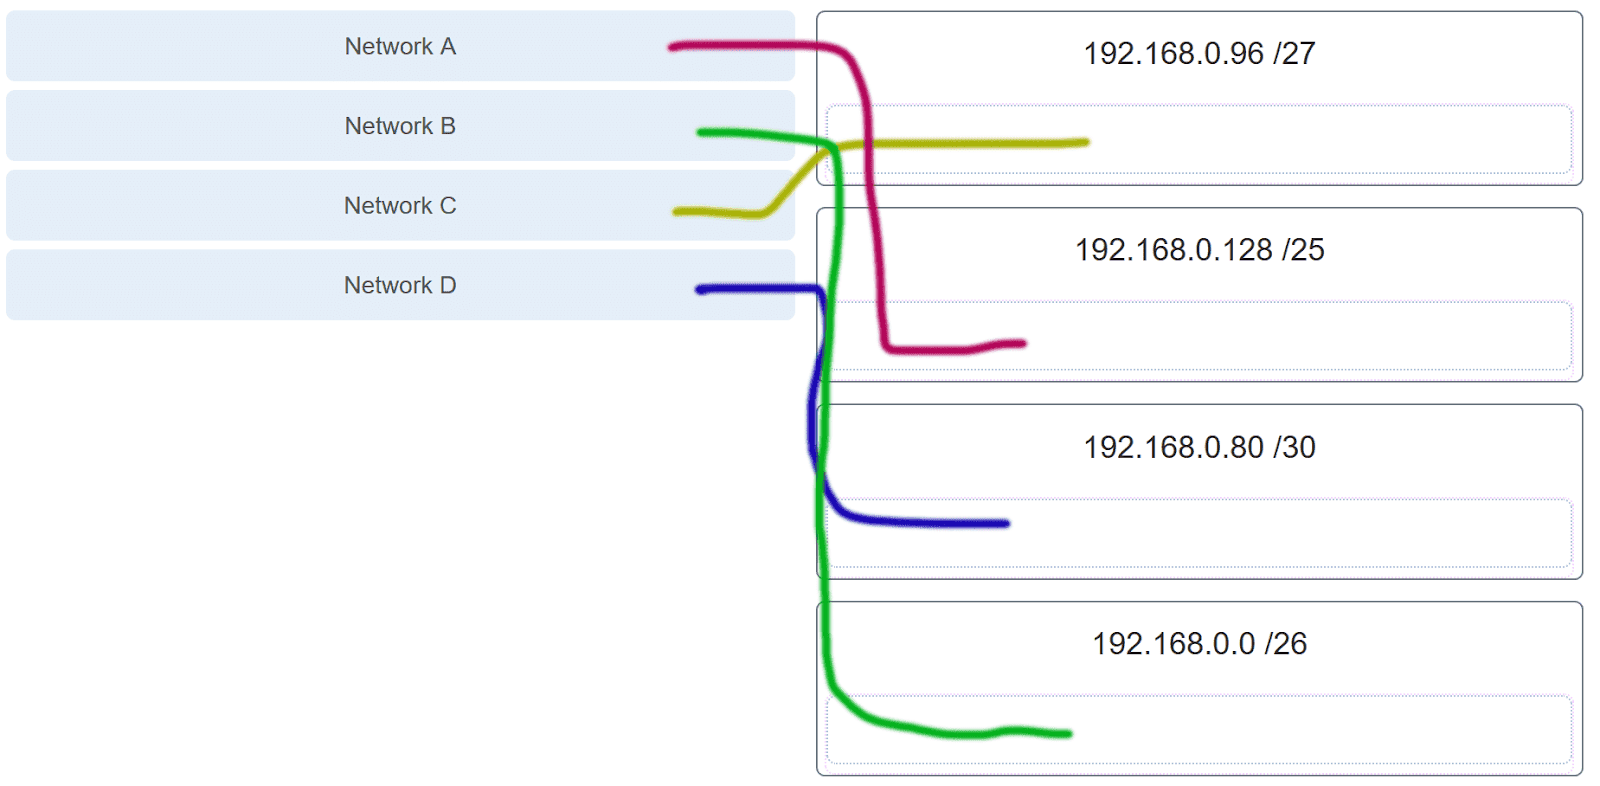 Network A
Network B
Network C
Network D
192.168.0.96 /27
192.168.0.128 /25
192.168.0.80 /30
192.168.0.0 /26